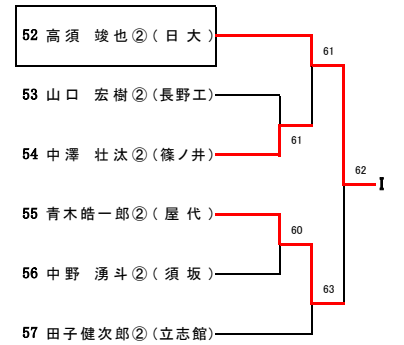 52 高須 竣也②(日大)
61
53 山口 宏樹②(長野工)
61
54 中澤 壮汰②(篠ノ井)
62
I
55 青木皓一郎②(屋代)
60
56 中野 湧斗②(須坂)
63
57 田子健次郎②(立志館)